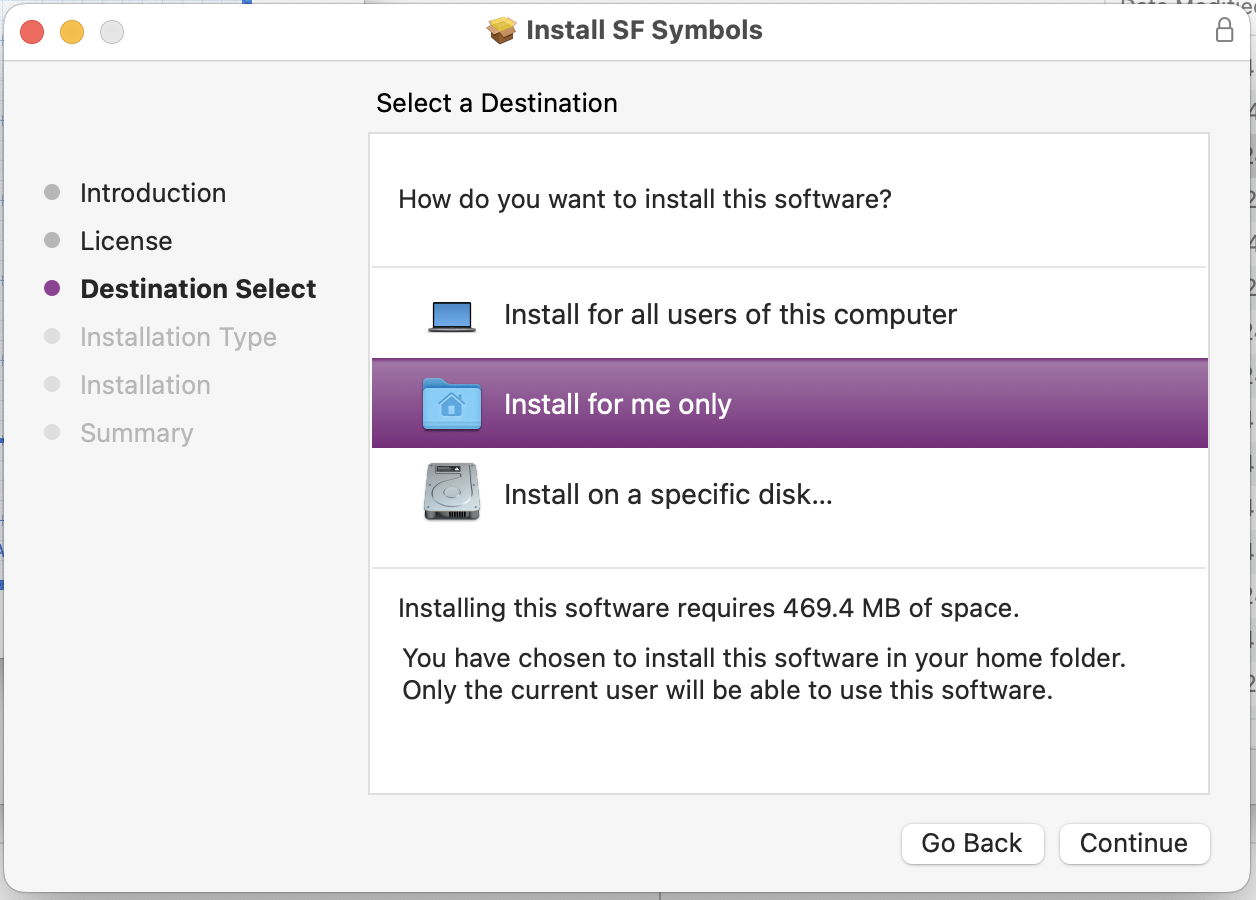 Install SF Symbols
Select a Destination
Introduction
License
Destination Select
Installation Type
Installation
Summary
How do you want to install this software?
Install for all users of this computer
Install for me only
Install on a specific disk...
Installing this software requires 469.4 MB of space.
You have chosen to install this software in your home folder.
Only the current user will be able to use this software.
Go Back
Continue